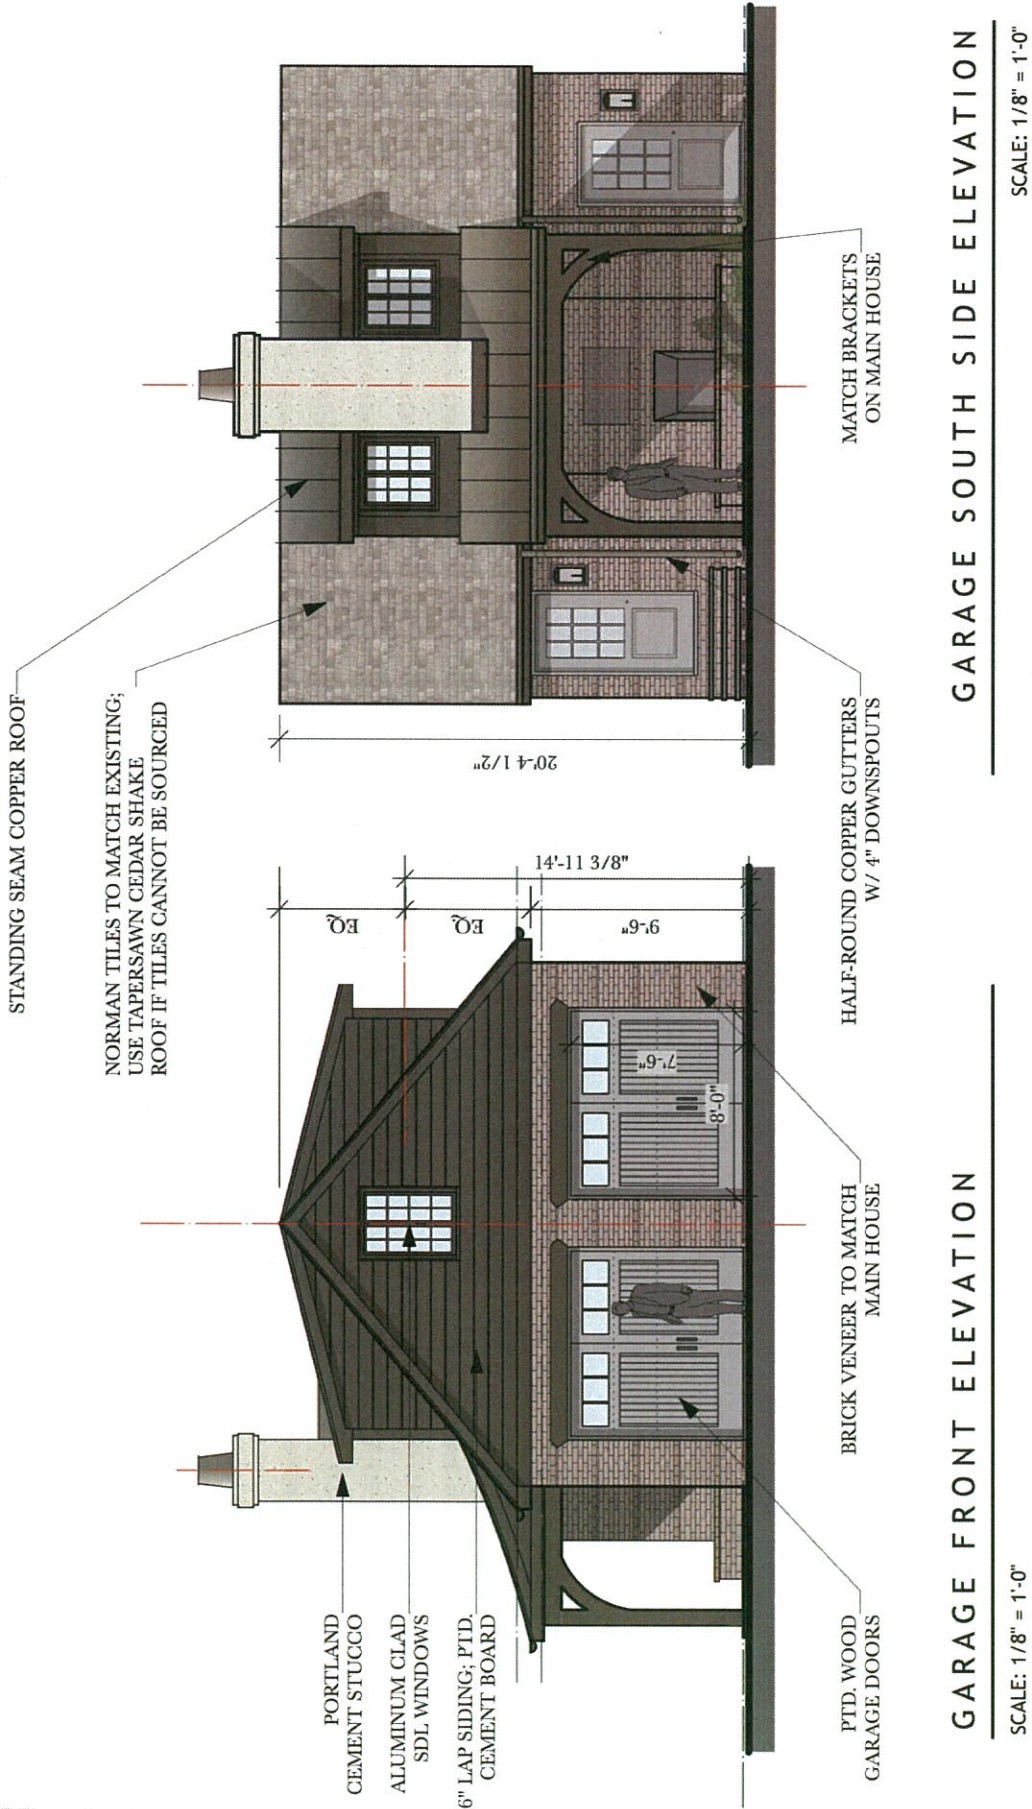 STANDING SEAM COPPER ROOF
NORMAN TILES TO MATCH EXISTING;
USE TAPERSAWN CEDAR SHAKE
ROOF IF TILES CANNOT BE SOURCED
PORTLAND
CEMENT STUCCO
ALUMINUM CLAD
SDL WINDOWS
6" LAP SIDING; PTD.
CEMENT BOARD
EQ
EQ
14'-11 3/8"
9'-6"
7'-6"
8'-0"
20'-4 1/2"
PTD. WOOD
GARAGE DOORS
BRICK VENEER TO MATCH
MAIN HOUSE
HALF-ROUND COPPER GUTTERS
W/ 4" DOWNSPOUTS
MATCH BRACKETS
ON MAIN HOUSE
GARAGE FRONT ELEVATION
SCALE: 1/8" = 1'-0"
GARAGE SOUTH SIDE ELEVATION
SCALE: 1/8" = 1'-0"